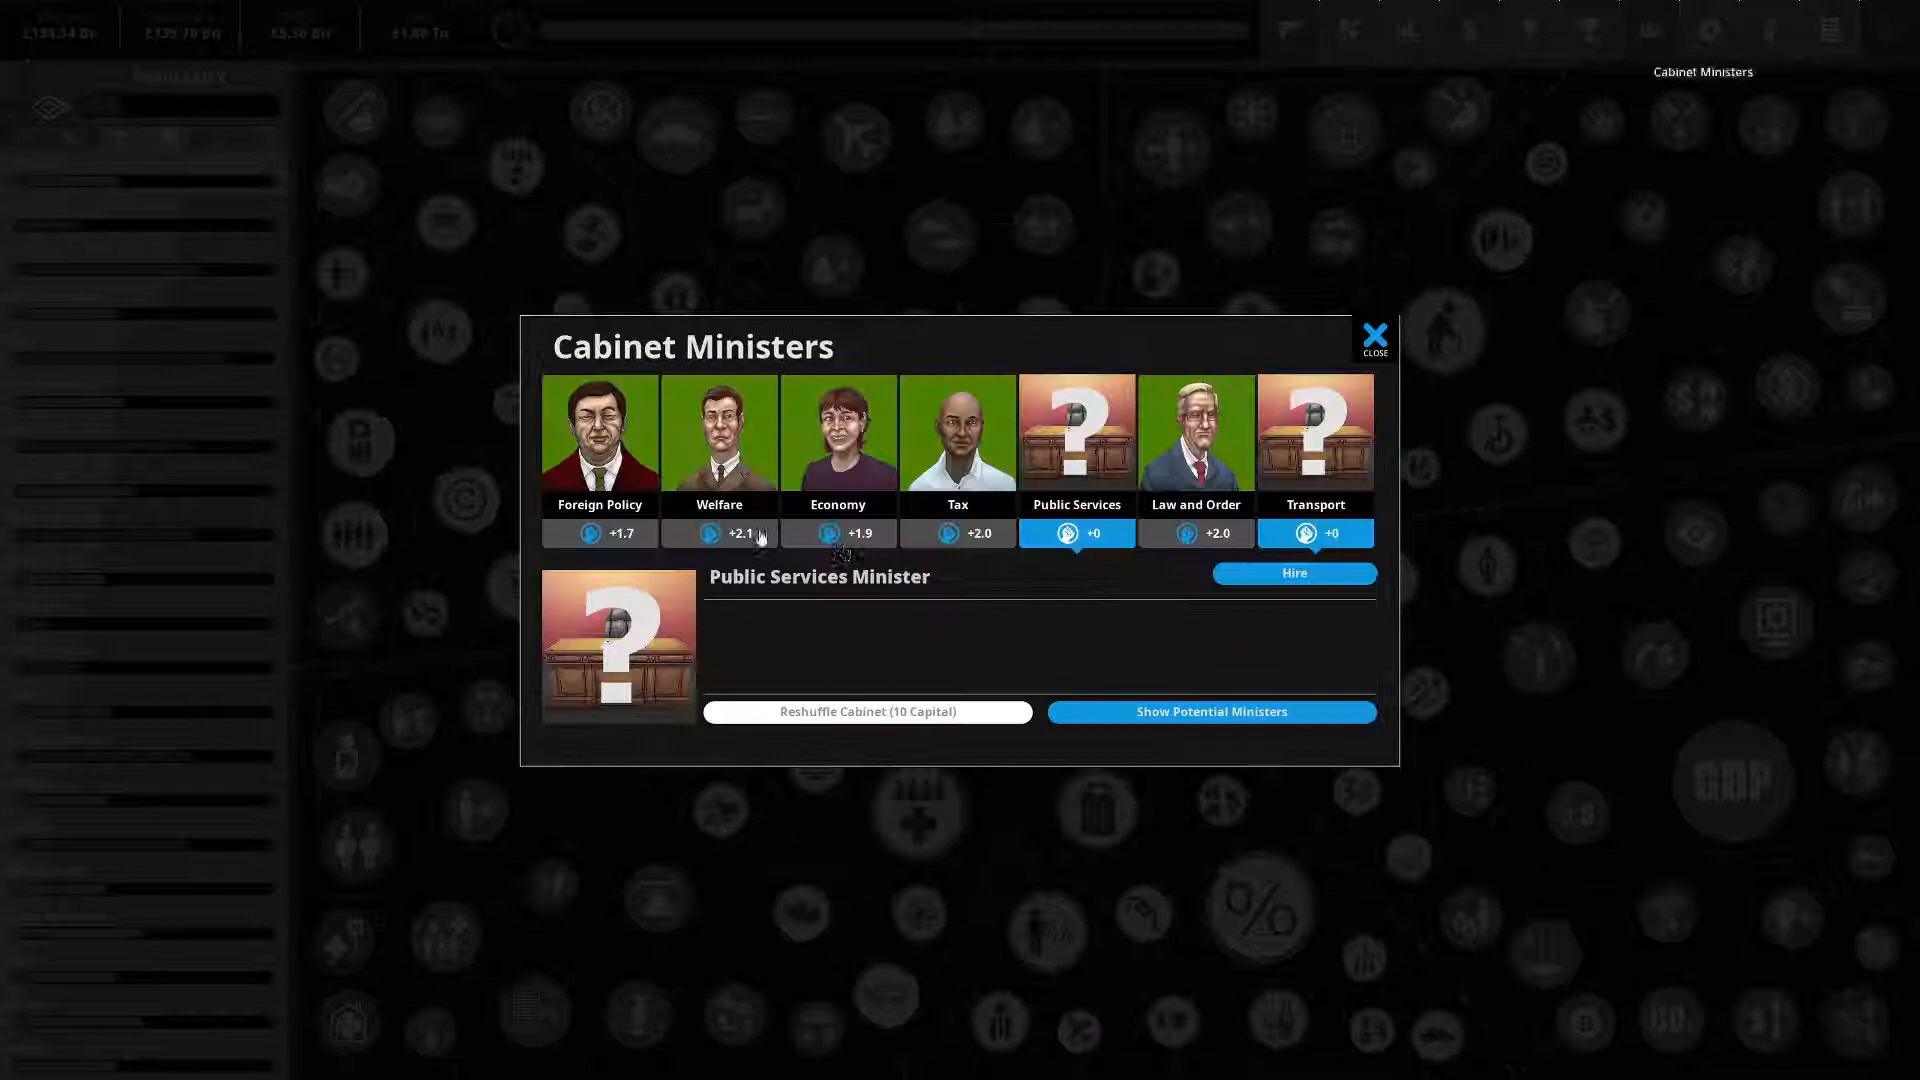 Cabinet Ministers
Cabinet Ministers
CLOSE
Foreign Policy
Welfare
Economy
Tax
Public Services
Law and Order
Transport
+1.7
+2.1
+1.9
+2.0
+0
+2.0
+0
Public Services Minister
Hire
Reshuffle Cabinet (10 Capital)
Show Potential Ministers
GDP